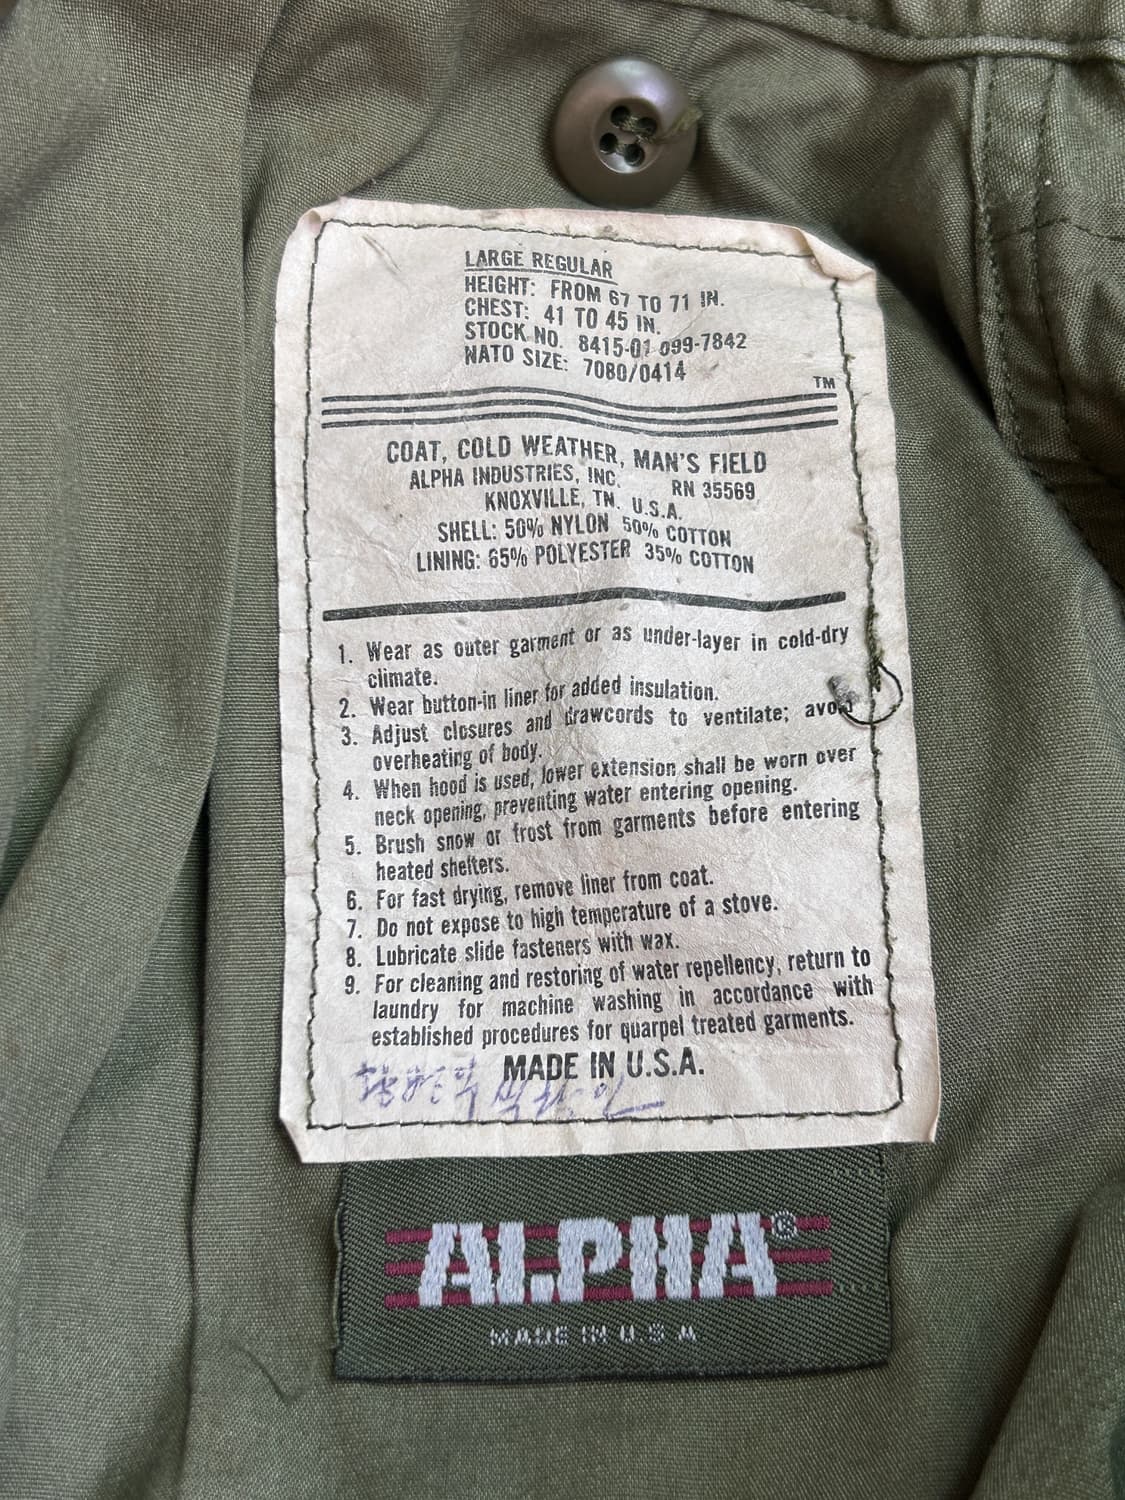 LARGE REGULAR
HEIGHT: FROM 67 TO 71 IN.
CHEST: 41 TO 45 IN.
STOCK NO. 8415-01 099-7842
NATO SIZE: 7080/0414
TM
COAT, COLD WEATHER, MAN'S FIELD
ALPHA INDUSTRIES, INC. RN 35569
KNOXVILLE, TN. U.S.A.
SHELL: 50% NYLON 50% COTTON
LINING: 65% POLYESTER 35% COTTON
1. Wear as outer garment or as under-layer in cold-dry
climate.
2. Wear button-in liner for added insulation.
3. Adjust closures and drawcords to ventilate; avoid
overheating of body.
4. When hood is used, lower extension shall be worn over
neck opening, preventing water entering opening.
5. Brush snow or frost from garments before entering
heated shelters.
6. For fast drying, remove liner from coat.
7. Do not expose to high temperature of a stove.
8. Lubricate slide fasteners with wax.
9. For cleaning and restoring of water repellency, return to
laundry for machine washing in accordance with
established procedures for quarpel treated garments.
MADE IN U.S.A.
ALPHA®
MADE IN U.S.A